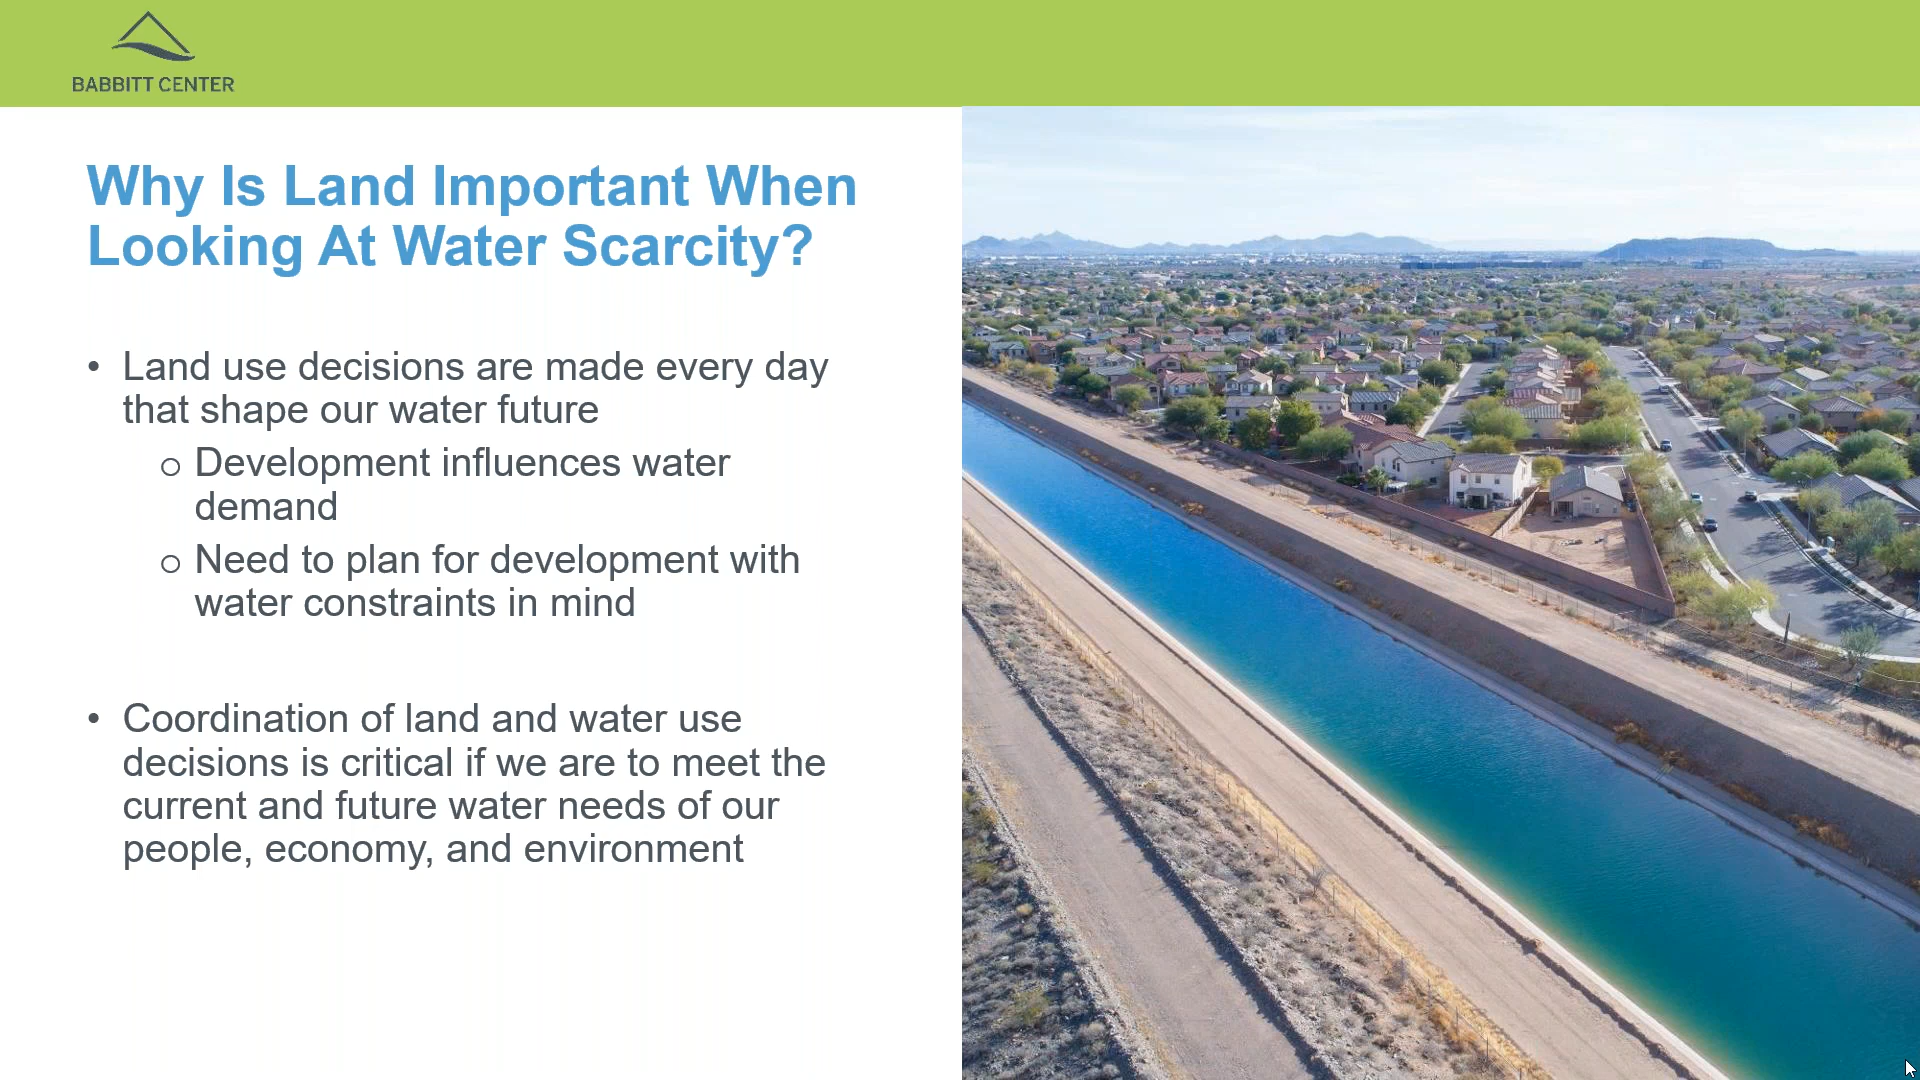 BABBITT CENTER
Why Is Land Important When
Looking At Water Scarcity?
• Land use decisions are made every day
that shape our water future
o Development influences water
demand
o Need to plan for development with
water constraints in mind
• Coordination of land and water use
decisions is critical if we are to meet the
current and future water needs of our
people, economy, and environment